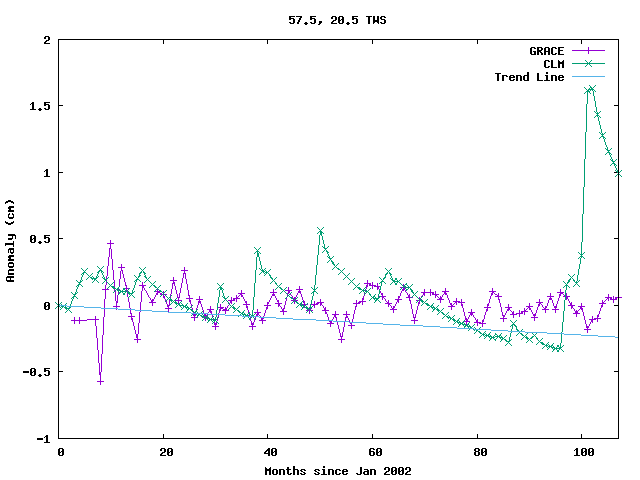 57.5, 20.5 TWS
GRACE
CLM
Trend Line
2
1.5
1
0.5
0
-0.5
-1
Anomaly (cm)
0 20 40 60 80 100
Months since Jan 2002